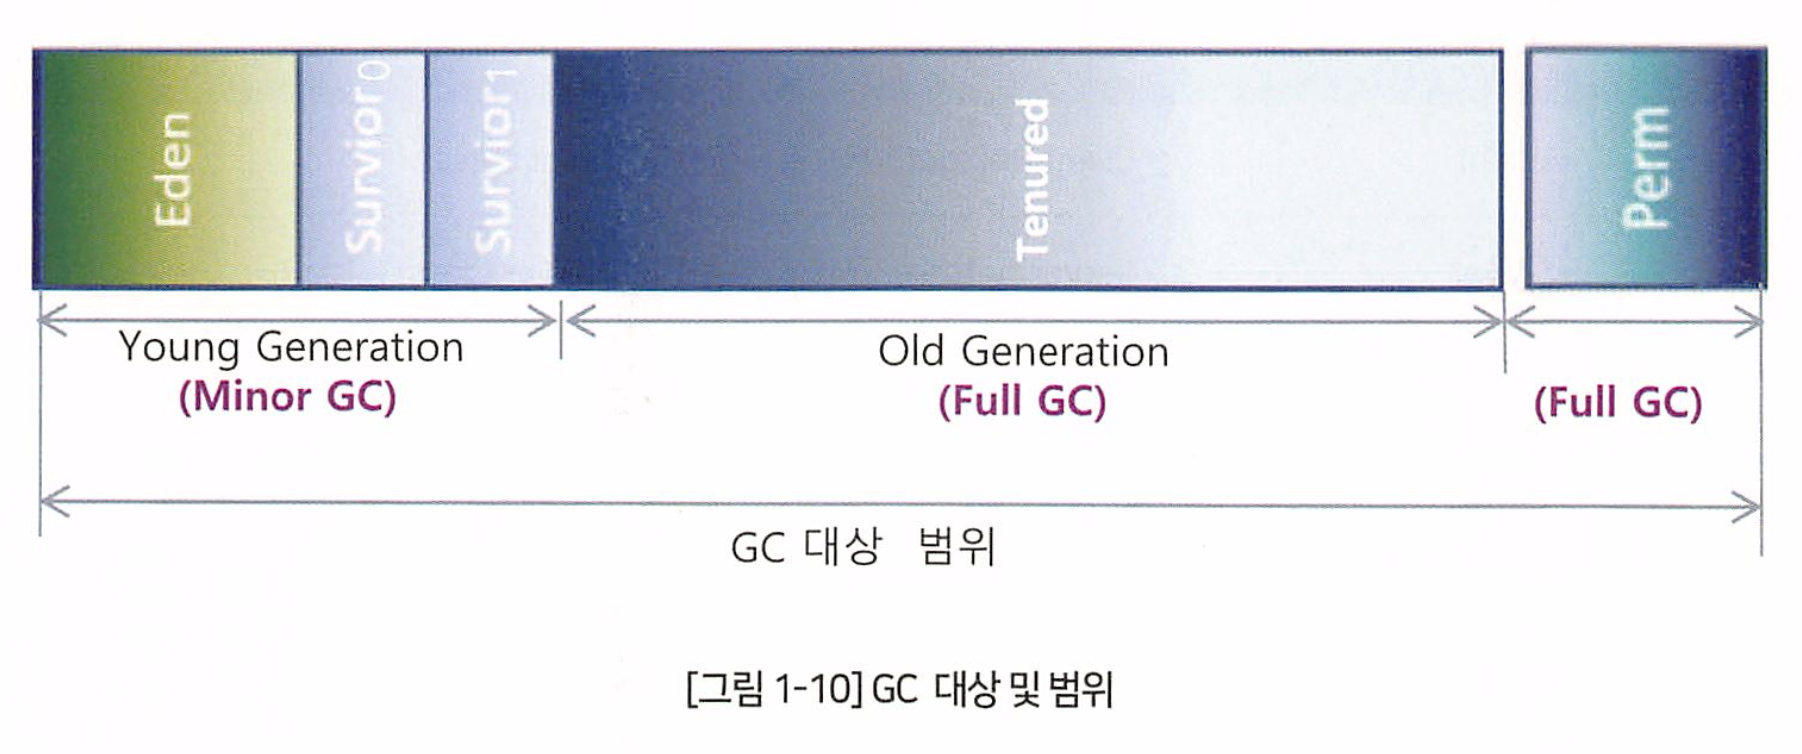 Eden
Survior0
Survior1
Tenured
Perm
Young Generation
(Minor GC)
Old Generation
(Full GC)
(Full GC)
GC 대상 범위
[그림 1-10] GC 대상 및 범위